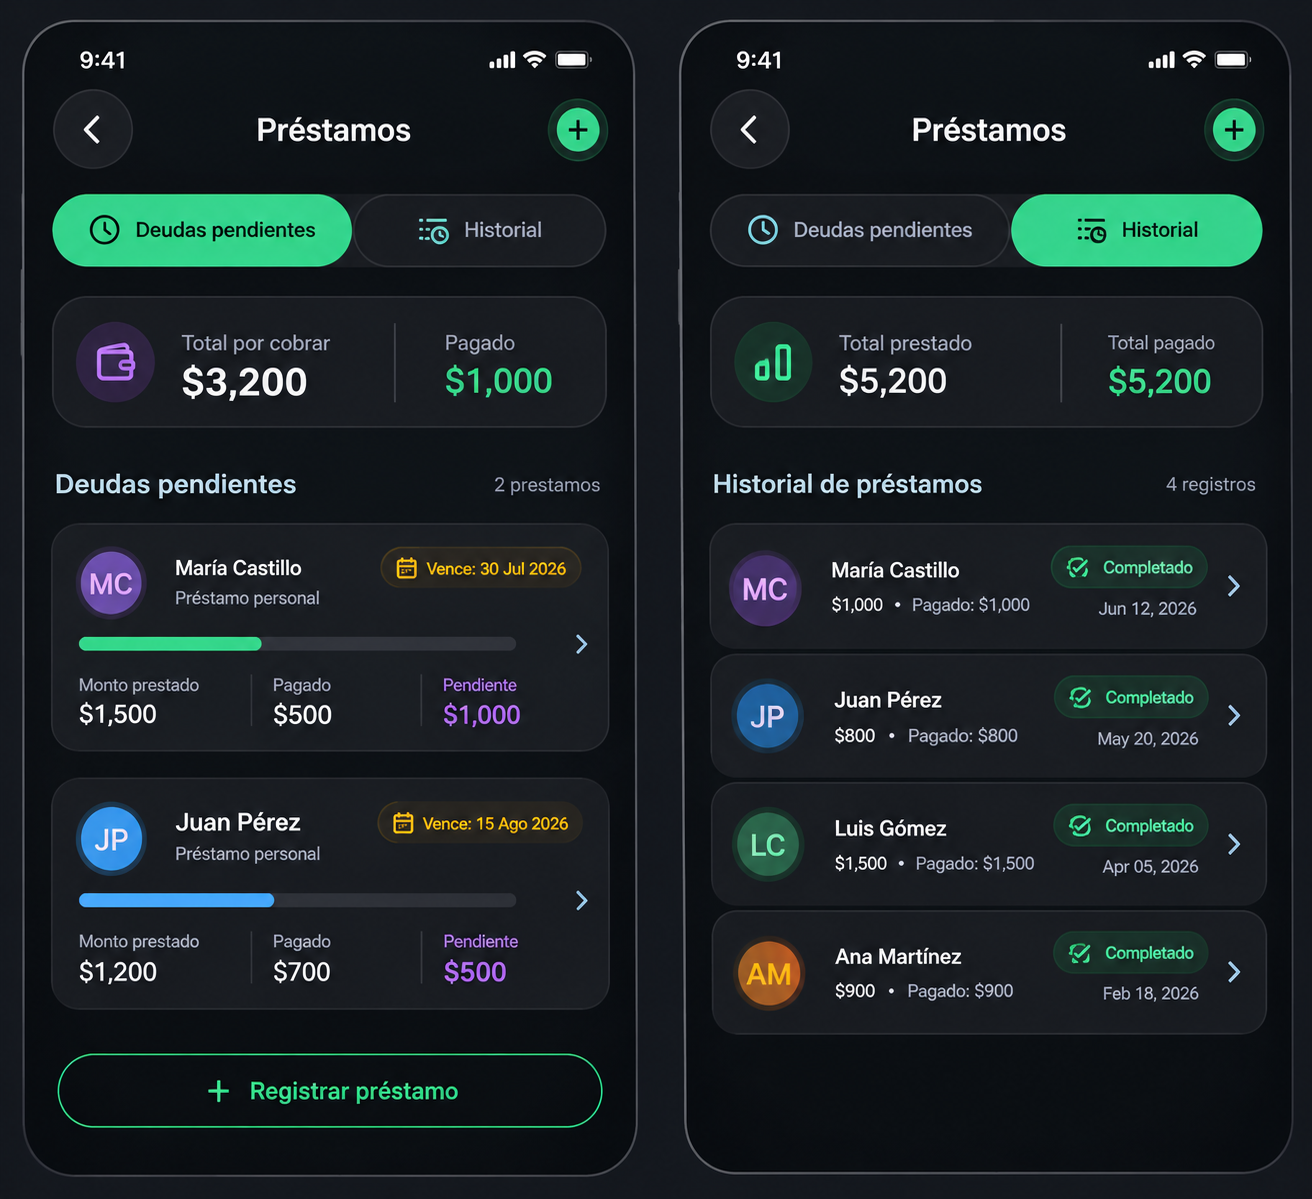 9:41
Préstamos
Deudas pendientes
Historial
Total por cobrar
$3,200
Pagado
$1,000
Deudas pendientes
2 prestamos
MC
María Castillo
Préstamo personal
Vence: 30 Jul 2026
Monto prestado
$1,500
Pagado
$500
Pendiente
$1,000
JP
Juan Pérez
Préstamo personal
Vence: 15 Ago 2026
Monto prestado
$1,200
Pagado
$700
Pendiente
$500
+ Registrar préstamo
9:41
Préstamos
Deudas pendientes
Historial
Total prestado
$5,200
Total pagado
$5,200
Historial de préstamos
4 registros
MC
María Castillo
$1,000 • Pagado: $1,000
Completado
Jun 12, 2026
JP
Juan Pérez
$800 • Pagado: $800
Completado
May 20, 2026
LC
Luis Gómez
$1,500 • Pagado: $1,500
Completado
Apr 05, 2026
AM
Ana Martínez
$900 • Pagado: $900
Completado
Feb 18, 2026